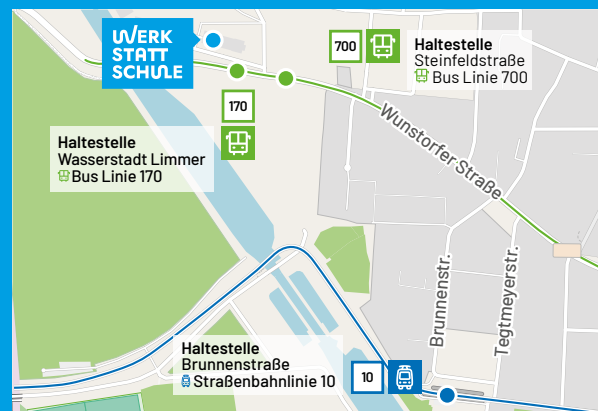 WERK
STATT
SCHULE
700
Haltestelle
Steinfeldstraße
Bus Linie 700
170
Haltestelle
Wasserstadt Limmer
Bus Linie 170
Wunstorfer Straße
Brunnenstr.
Tegtmeyerstr.
Haltestelle
Brunnenstraße
Straßenbahnlinie 10
10